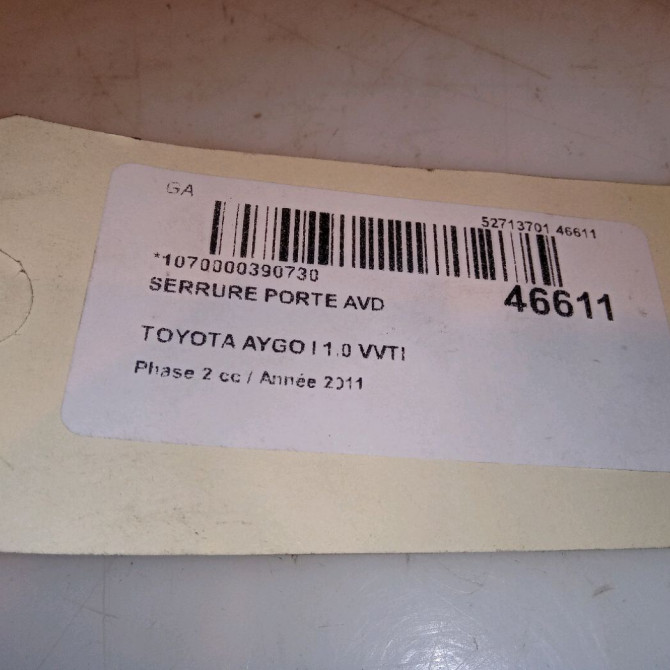 GA
52713701 46611
*1070000390730
46611
SERRURE PORTE AVD
TOYOTA AYGO I 1.0 VVTI
Phase 2 cc / Année 2011